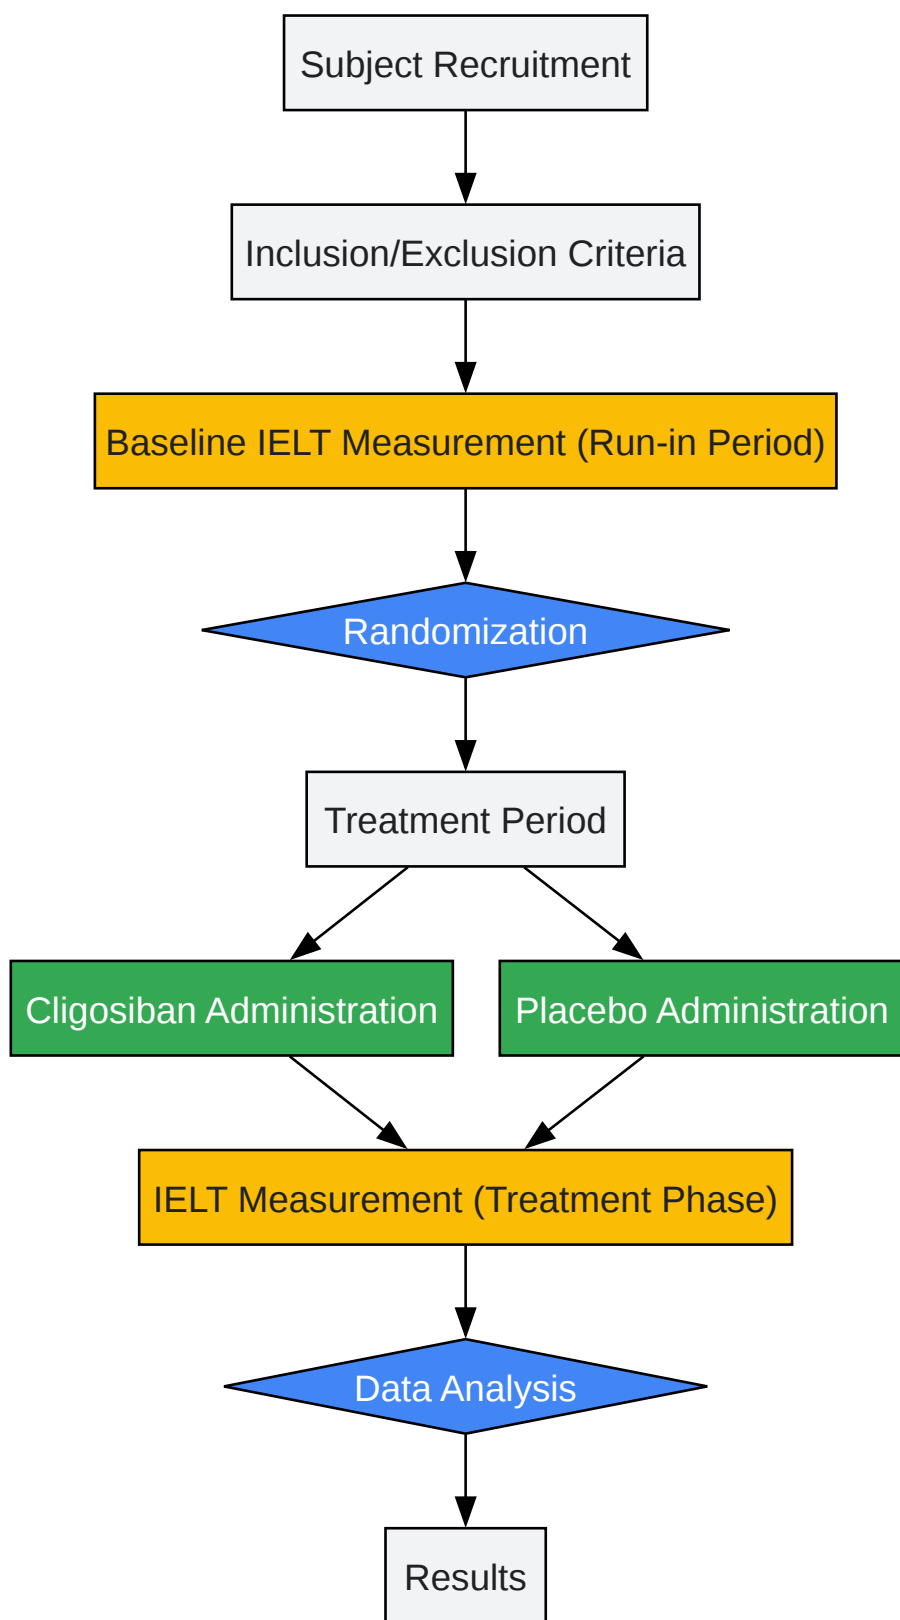 Subject Recruitment
Inclusion/Exclusion Criteria
Baseline IELT Measurement (Run-in Period)
Randomization
Treatment Period
Cligosiban Administration
Placebo Administration
IELT Measurement (Treatment Phase)
Data Analysis
Results